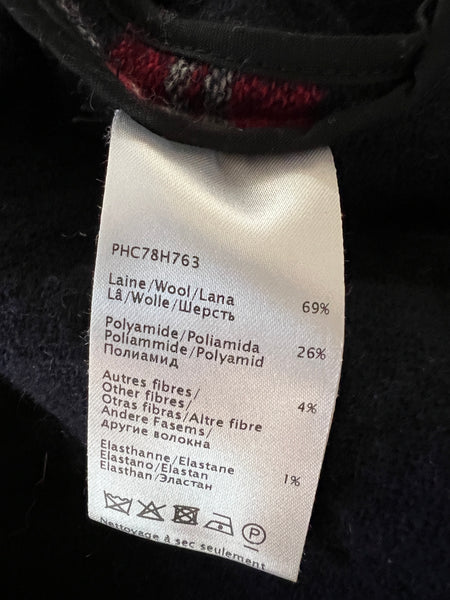 PHC78H763
Laine/Wool/Lana
Lâ/Wolle/Шерсть 69%
Polyamide/Poliamida
Poliammide/Polyamid 26%
Полиамид
Autres fibres/
Other fibres/ 4%
Otras fibras/Altre fibre
Andere Fasems/
другие волокна
Elasthanne/Elastane
Elastano/Elastan 1%
Elasthan/Эластан
P
Nettoyage à sec seulement